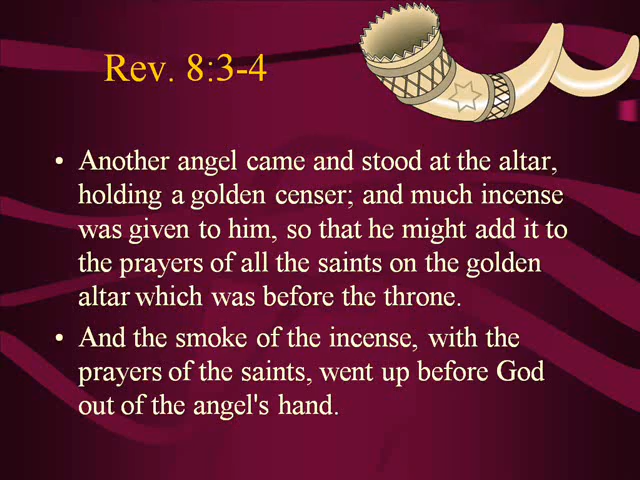 Rev. 8:3-4
• Another angel came and stood at the altar,
holding a golden censer; and much incense
was given to him, so that he might add it to
the prayers of all the saints on the golden
altar which was before the throne.
• And the smoke of the incense, with the
prayers of the saints, went up before God
out of the angel's hand.